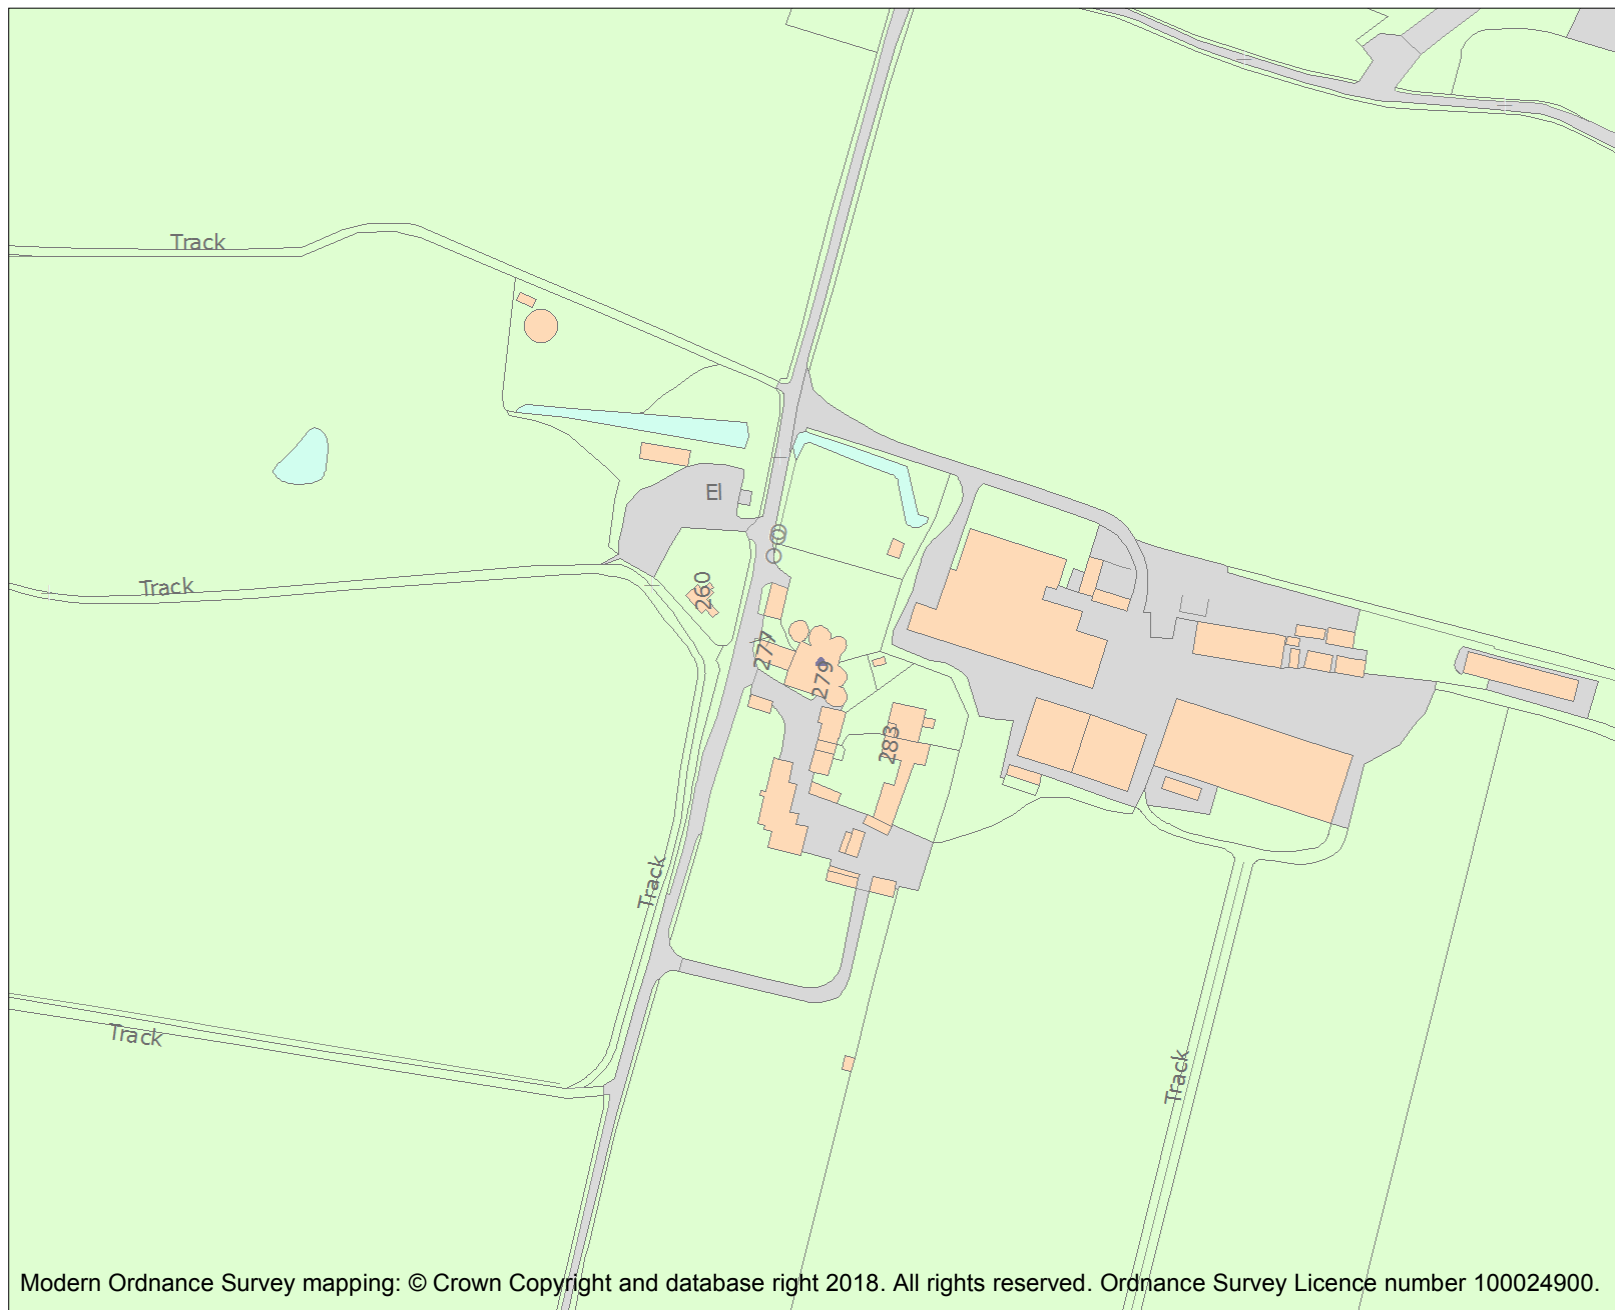 Track
El
Track
260
277
279
283
Track
Track
Track
Modern Ordnance Survey mapping: © Crown Copyright and database right 2018. All rights reserved. Ordnance Survey Licence number 100024900.